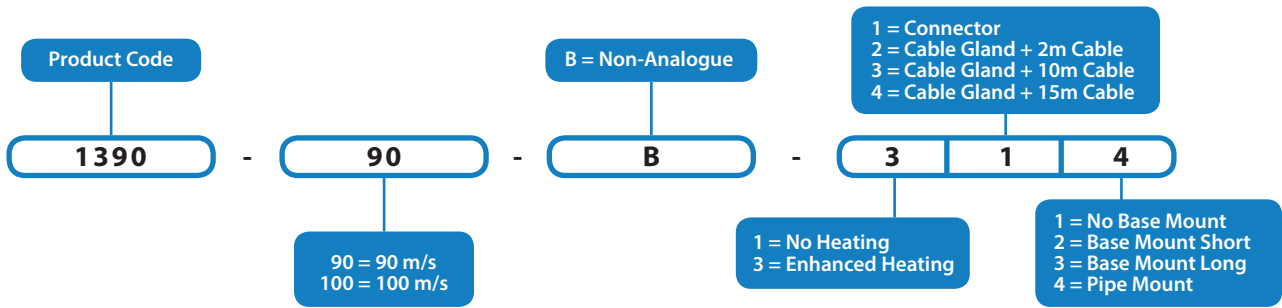 1 = Connector
2 = Cable Gland + 2m Cable
3 = Cable Gland + 10m Cable
4 = Cable Gland + 15m Cable
Product Code
B = Non-Analogue
1390 - 90 - B - 3 1 4
90 = 90 m/s
100 = 100 m/s
1 = No Heating
3 = Enhanced Heating
1 = No Base Mount
2 = Base Mount Short
3 = Base Mount Long
4 = Pipe Mount